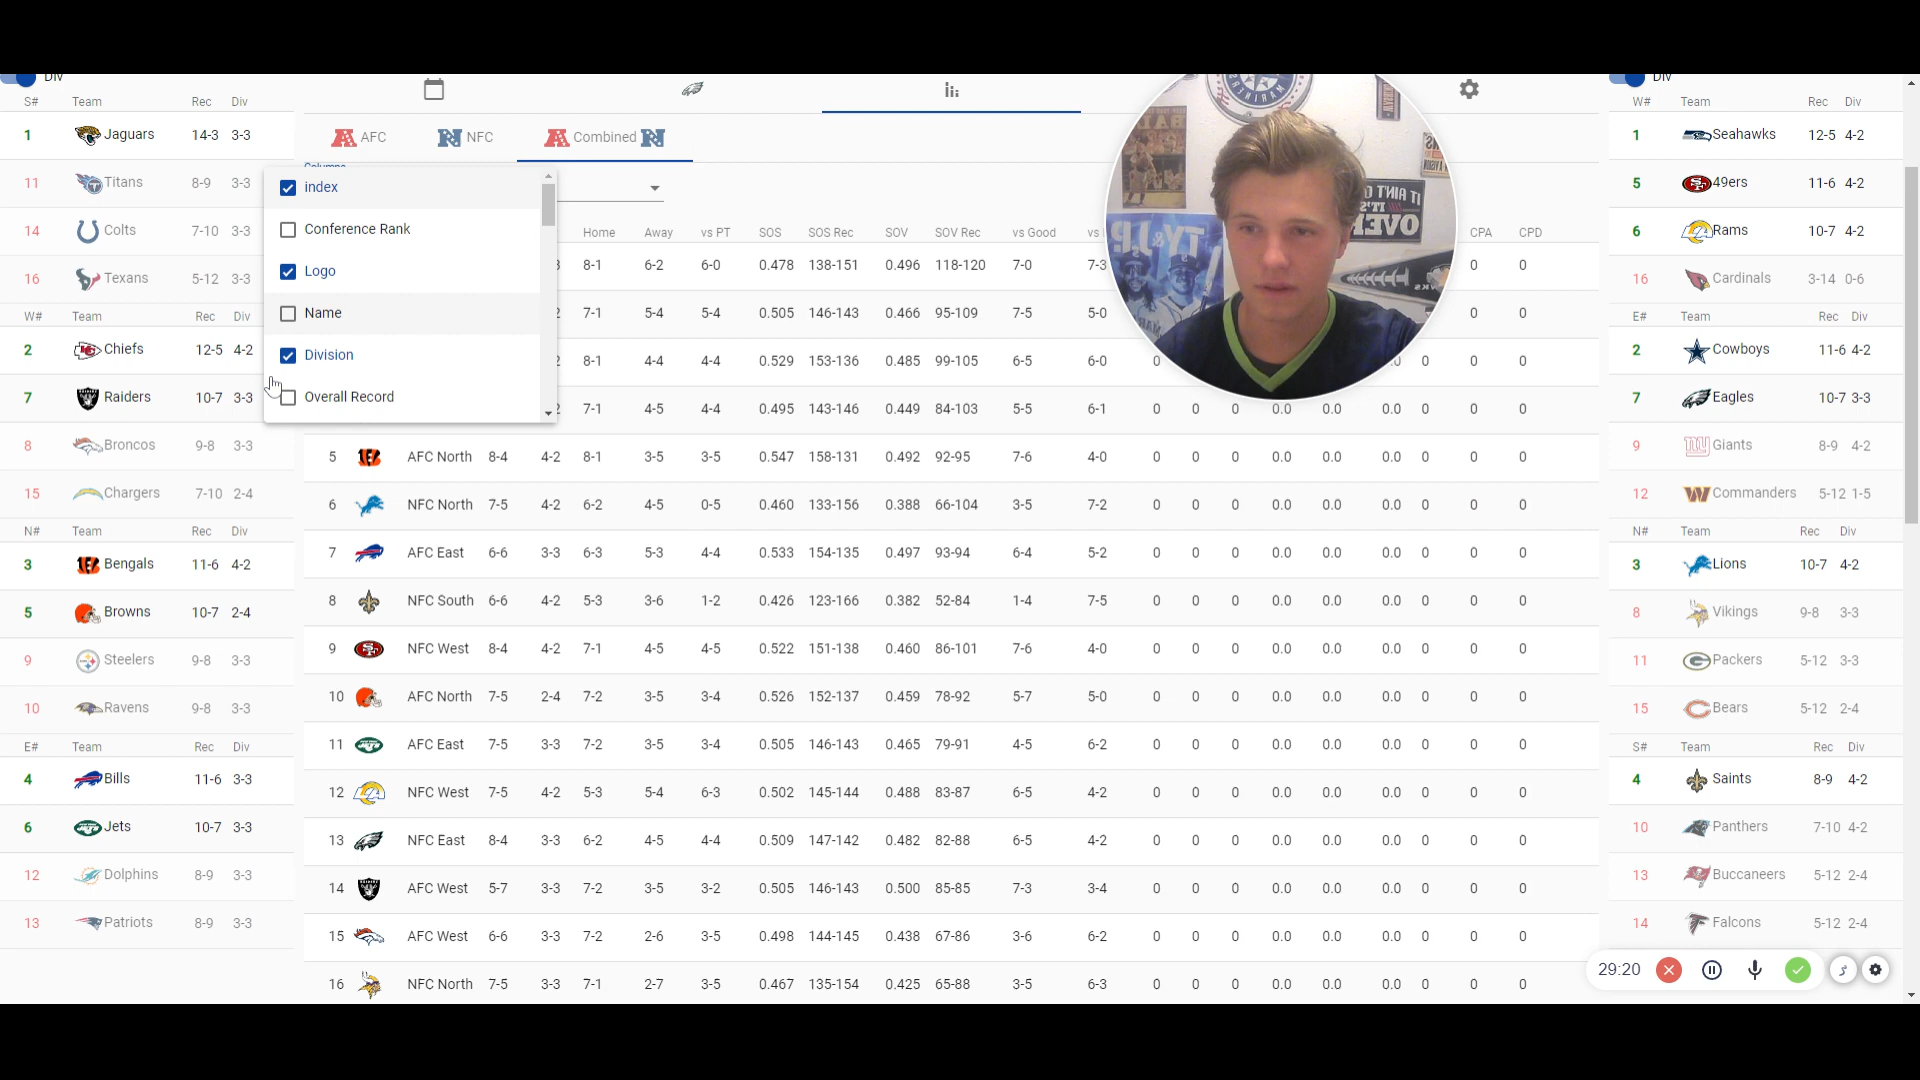 Div
S# Team Rec Div
1 Jaguars 14-3 3-3
11 Titans 8-9 3-3
14 Colts 7-10 3-3
16 Texans 5-12 3-3
W# Team Rec Div
2 Chiefs 12-5 4-2
7 Raiders 10-7 3-3
8 Broncos 9-8 3-3
15 Chargers 7-10 2-4
N# Team Rec Div
3 Bengals 11-6 4-2
5 Browns 10-7 2-4
9 Steelers 9-8 3-3
10 Ravens 9-8 3-3
E# Team Rec Div
4 Bills 11-6 3-3
6 Jets 10-7 3-3
12 Dolphins 8-9 3-3
13 Patriots 8-9 3-3
AFC NFC Combined
Columns
index
Conference Rank
Logo
Name
Division
Overall Record
Home Away vs PT SOS SOS Rec SOV SOV Rec vs Good vs CPA CPD
8-1 6-2 6-0 0.478 138-151 0.496 118-120 7-0 7-3 0 0
7-1 5-4 5-4 0.505 146-143 0.466 95-109 7-5 5-0 0 0
8-1 4-4 4-4 0.529 153-136 0.485 99-105 6-5 6-0 0 0 0
7-1 4-5 4-4 0.495 143-146 0.449 84-103 5-5 6-1 0 0 0 0.0 0.0 0.0 0 0 0
5 AFC North 8-4 4-2 8-1 3-5 3-5 0.547 158-131 0.492 92-95 7-6 4-0 0 0 0 0.0 0.0 0.0 0 0 0
6 NFC North 7-5 4-2 6-2 4-5 0-5 0.460 133-156 0.388 66-104 3-5 7-2 0 0 0 0.0 0.0 0.0 0 0 0
7 AFC East 6-6 3-3 6-3 5-3 4-4 0.533 154-135 0.497 93-94 6-4 5-2 0 0 0 0.0 0.0 0.0 0 0 0
8 NFC South 6-6 4-2 5-3 3-6 1-2 0.426 123-166 0.382 52-84 1-4 7-5 0 0 0 0.0 0.0 0.0 0 0 0
9 NFC West 8-4 4-2 7-1 4-5 4-5 0.522 151-138 0.460 86-101 7-6 4-0 0 0 0 0.0 0.0 0.0 0 0 0
10 AFC North 7-5 2-4 7-2 3-5 3-4 0.526 152-137 0.459 78-92 5-7 5-0 0 0 0 0.0 0.0 0.0 0 0 0
11 AFC East 7-5 3-3 7-2 3-5 3-4 0.505 146-143 0.465 79-91 4-5 6-2 0 0 0 0.0 0.0 0.0 0 0 0
12 NFC West 7-5 4-2 5-3 5-4 6-3 0.502 145-144 0.488 83-87 6-5 4-2 0 0 0 0.0 0.0 0.0 0 0 0
13 NFC East 8-4 3-3 6-2 4-5 4-4 0.509 147-142 0.482 82-88 6-5 4-2 0 0 0 0.0 0.0 0.0 0 0 0
14 AFC West 5-7 3-3 7-2 3-5 3-2 0.505 146-143 0.500 85-85 7-3 3-4 0 0 0 0.0 0.0 0.0 0 0 0
15 AFC West 6-6 3-3 7-2 2-6 3-5 0.498 144-145 0.438 67-86 3-6 6-2 0 0 0 0.0 0.0 0.0 0 0 0
16 NFC North 7-5 3-3 7-1 2-7 3-5 0.467 135-154 0.425 65-88 3-5 6-3 0 0 0 0.0 0.0 0.0 0 0 0
Div
W# Team Rec Div
1 Seahawks 12-5 4-2
5 49ers 11-6 4-2
6 Rams 10-7 4-2
16 Cardinals 3-14 0-6
E# Team Rec Div
2 Cowboys 11-6 4-2
7 Eagles 10-7 3-3
9 Giants 8-9 4-2
12 Commanders 5-12 1-5
N# Team Rec Div
3 Lions 10-7 4-2
8 Vikings 9-8 3-3
11 Packers 5-12 3-3
15 Bears 5-12 2-4
S# Team Rec Div
4 Saints 8-9 4-2
10 Panthers 7-10 4-2
13 Buccaneers 5-12 2-4
14 Falcons 5-12 2-4
29:20